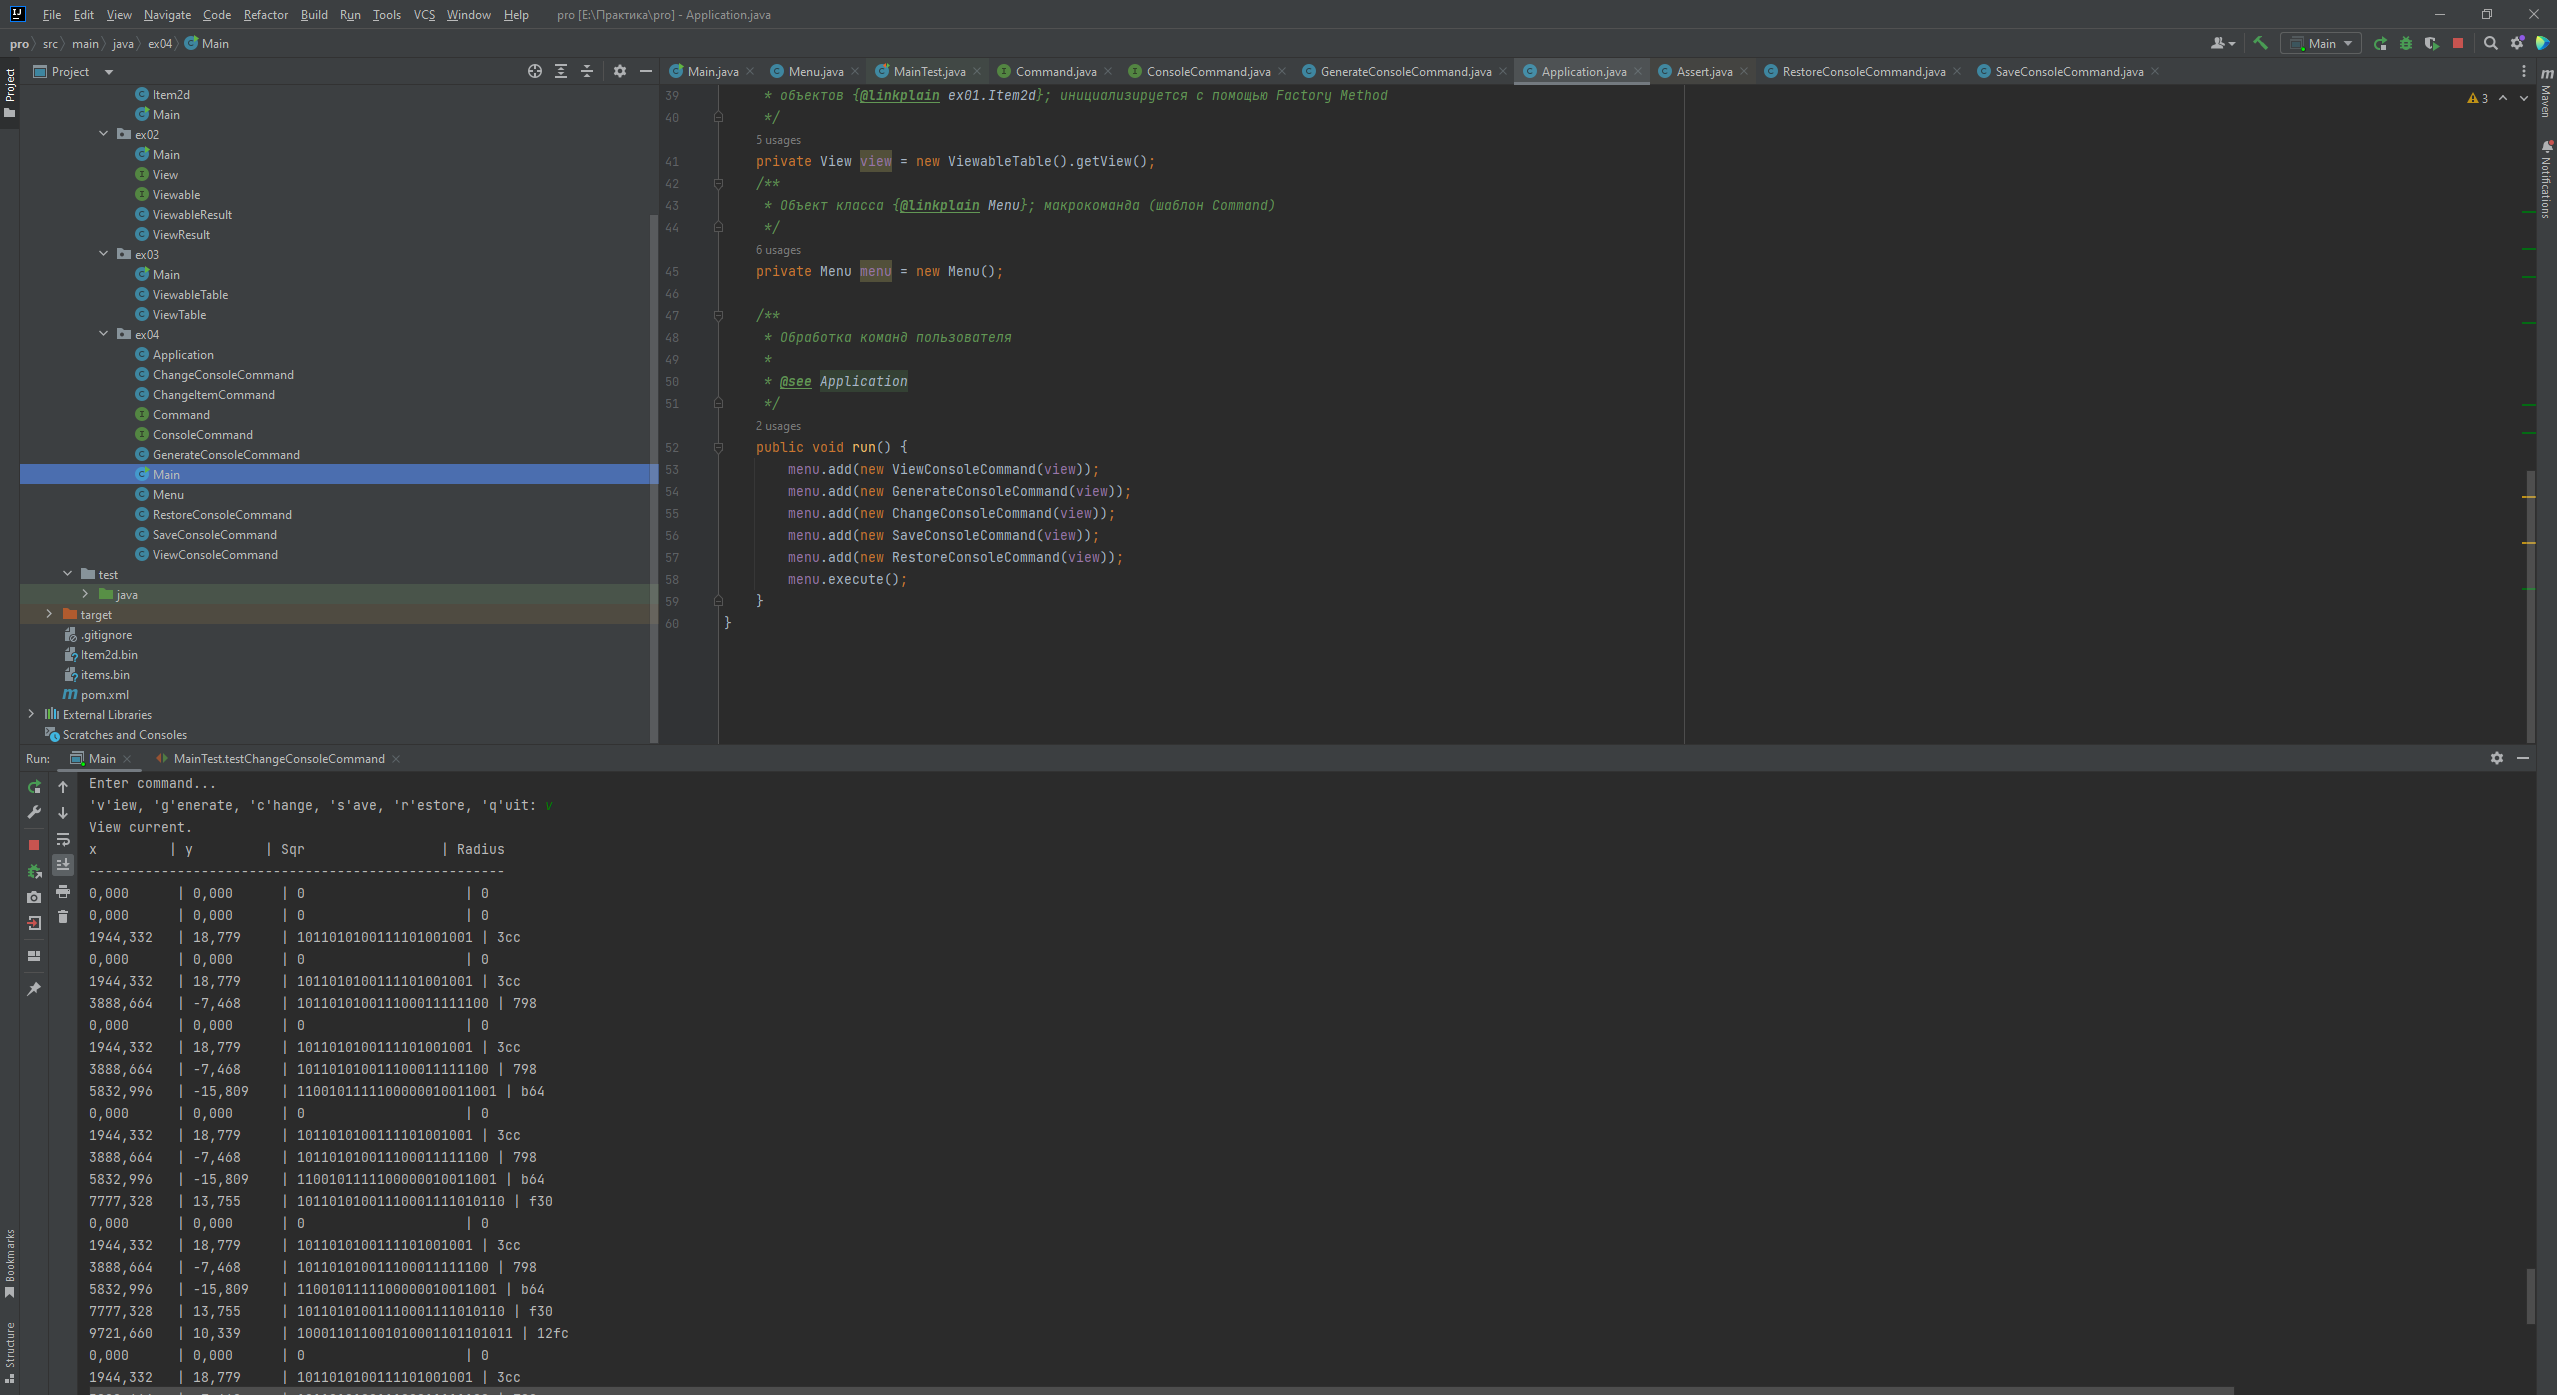 File Edit View Navigate Code Refactor Build Run Tools VCS Window Help pro [E:\Практика\pro] - Application.java
pro src main java ex04 Main
Main
Project
Main.java Menu.java MainTest.java Command.java ConsoleCommand.java GenerateConsoleCommand.java Application.java Assert.java RestoreConsoleCommand.java SaveConsoleCommand.java
Project
Item2d
Main
ex02
Main
View
Viewable
ViewableResult
ViewResult
ex03
Main
ViewableTable
ViewTable
ex04
Application
ChangeConsoleCommand
ChangeItemCommand
Command
ConsoleCommand
GenerateConsoleCommand
Main
Menu
RestoreConsoleCommand
SaveConsoleCommand
ViewConsoleCommand
test
java
target
.gitignore
Item2d.bin
items.bin
pom.xml
External Libraries
Scratches and Consoles
39 * объектов {@linkplain ex01.Item2d}; инициализируется с помощью Factory Method
40 */
5 usages
41 private View view = new ViewableTable().getView();
42 /**
43 * Объект класса {@linkplain Menu}; макрокоманда (шаблон Command)
44 */
6 usages
45 private Menu menu = new Menu();
46
47 /**
48 * Обработка команд пользователя
49 *
50 * @see Application
51 */
2 usages
52 public void run() {
53 menu.add(new ViewConsoleCommand(view));
54 menu.add(new GenerateConsoleCommand(view));
55 menu.add(new ChangeConsoleCommand(view));
56 menu.add(new SaveConsoleCommand(view));
57 menu.add(new RestoreConsoleCommand(view));
58 menu.execute();
59 }
60 }
3
Maven
Notifications
Run: Main MainTest.testChangeConsoleCommand
Enter command...
'v'iew, 'g'enerate, 'c'hange, 's'ave, 'r'estore, 'q'uit: v
View current.
x | y | Sqr | Radius
----------------------------------------------------
0,000 | 0,000 | 0 | 0
0,000 | 0,000 | 0 | 0
1944,332 | 18,779 | 1011010100111101001001 | 3cc
0,000 | 0,000 | 0 | 0
1944,332 | 18,779 | 1011010100111101001001 | 3cc
3888,664 | -7,468 | 101101010011100011111100 | 798
0,000 | 0,000 | 0 | 0
1944,332 | 18,779 | 1011010100111101001001 | 3cc
3888,664 | -7,468 | 101101010011100011111100 | 798
5832,996 | -15,809 | 1100101111100000010011001 | b64
0,000 | 0,000 | 0 | 0
1944,332 | 18,779 | 1011010100111101001001 | 3cc
3888,664 | -7,468 | 101101010011100011111100 | 798
5832,996 | -15,809 | 1100101111100000010011001 | b64
7777,328 | 13,755 | 10110101001110001111010110 | f30
0,000 | 0,000 | 0 | 0
1944,332 | 18,779 | 1011010100111101001001 | 3cc
3888,664 | -7,468 | 101101010011100011111100 | 798
5832,996 | -15,809 | 1100101111100000010011001 | b64
7777,328 | 13,755 | 10110101001110001111010110 | f30
9721,660 | 10,339 | 100011011001010001101101011 | 12fc
0,000 | 0,000 | 0 | 0
1944,332 | 18,779 | 1011010100111101001001 | 3cc
Bookmarks
Structure